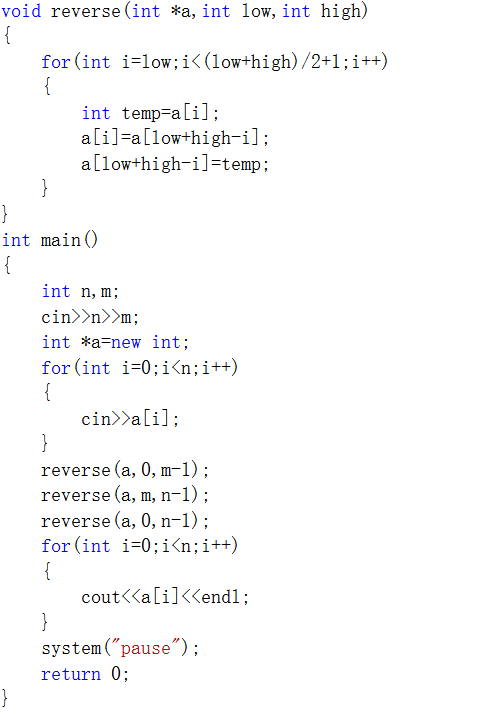 void reverse(int *a,int low,int high)
{
    for(int i=low;i<(low+high)/2+1;i++)
    {
        int temp=a[i];
        a[i]=a[low+high-i];
        a[low+high-i]=temp;
    }
}
int main()
{
    int n,m;
    cin>>n>>m;
    int *a=new int;
    for(int i=0;i<n;i++)
    {
        cin>>a[i];
    }
    reverse(a,0,m-1);
    reverse(a,m,n-1);
    reverse(a,0,n-1);
    for(int i=0;i<n;i++)
    {
        cout<<a[i]<<endl;
    }
    system("pause");
    return 0;
}